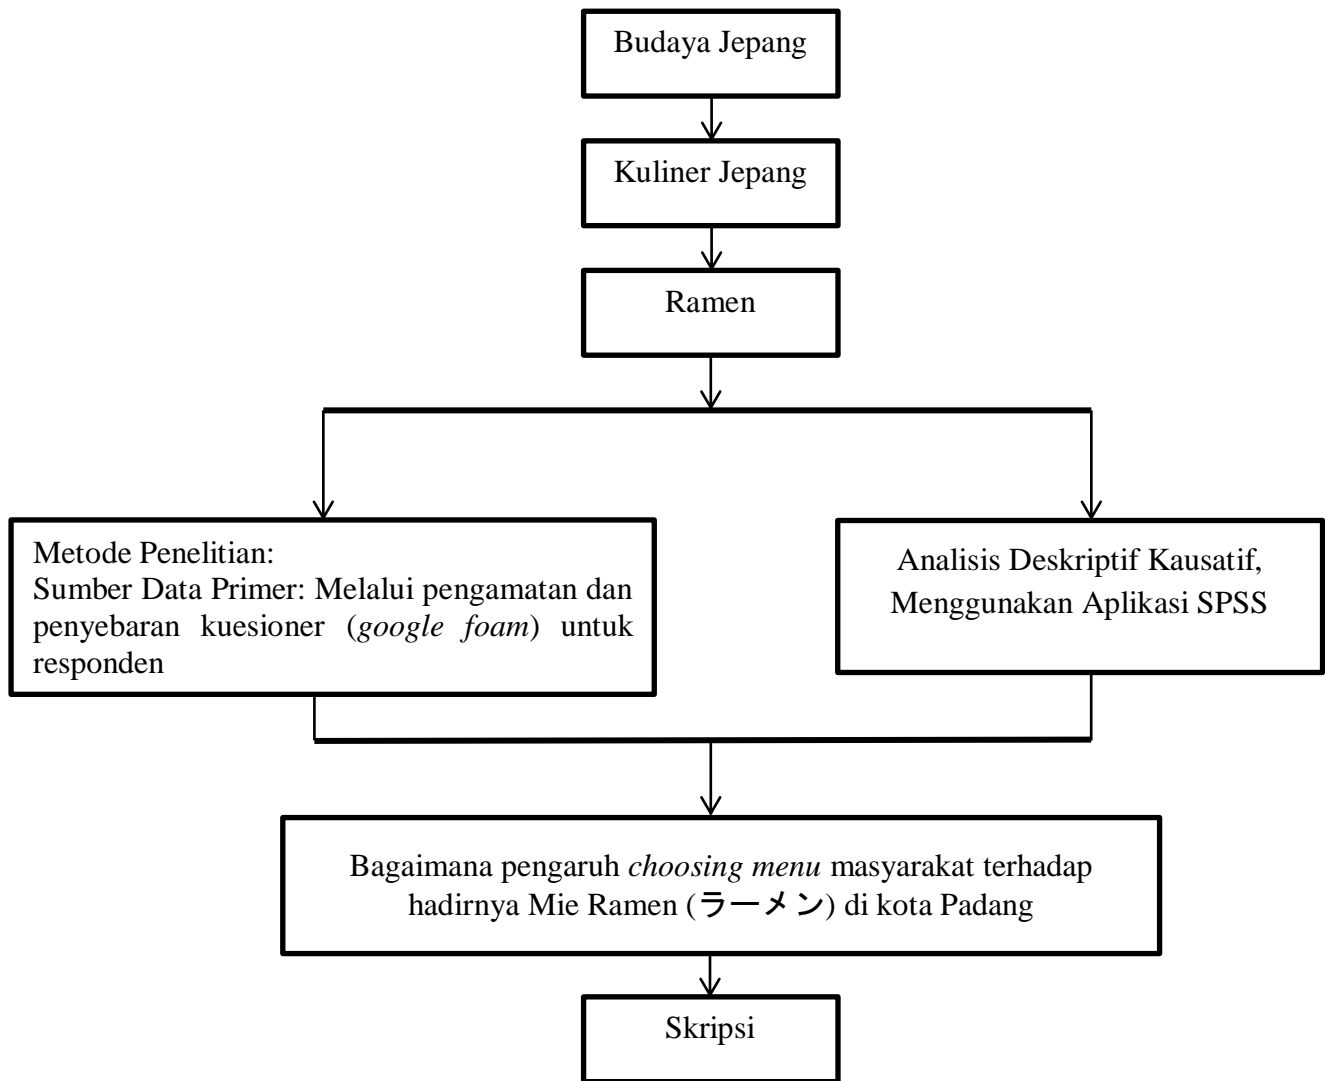 Budaya Jepang
Kuliner Jepang
Ramen
Metode Penelitian:
Sumber Data Primer: Melalui pengamatan dan
penyebaran kuesioner (google foam) untuk
responden
Analisis Deskriptif Kausatif,
Menggunakan Aplikasi SPSS
Bagaimana pengaruh choosing menu masyarakat terhadap
hadirnya Mie Ramen (ラーメン) di kota Padang
Skripsi